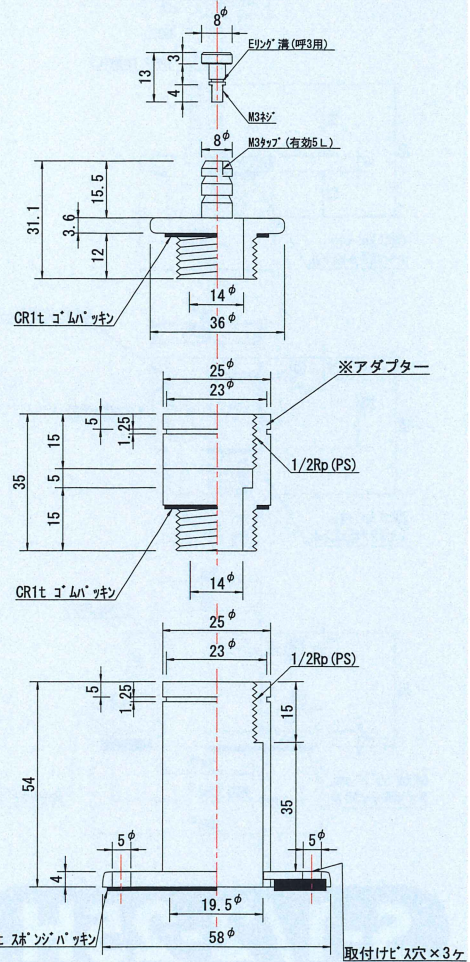 8φ
Eリング溝(呼3用)
3
13
4
M3ネジ
8φ
M3タップ(有効5L)
15.5
31.1
3.6
12
14φ
CR1t ゴムパッキン
36φ
25φ
※アダプター
23φ
5
1.25
15
1/2Rp(PS)
35
5
15
14φ
CR1t ゴムパッキン
25φ
23φ
1/2Rp(PS)
5
1.25
15
54
35
5φ
5φ
4
19.5φ
スポンジパッキン
58φ
取付けビス穴×3ヶ